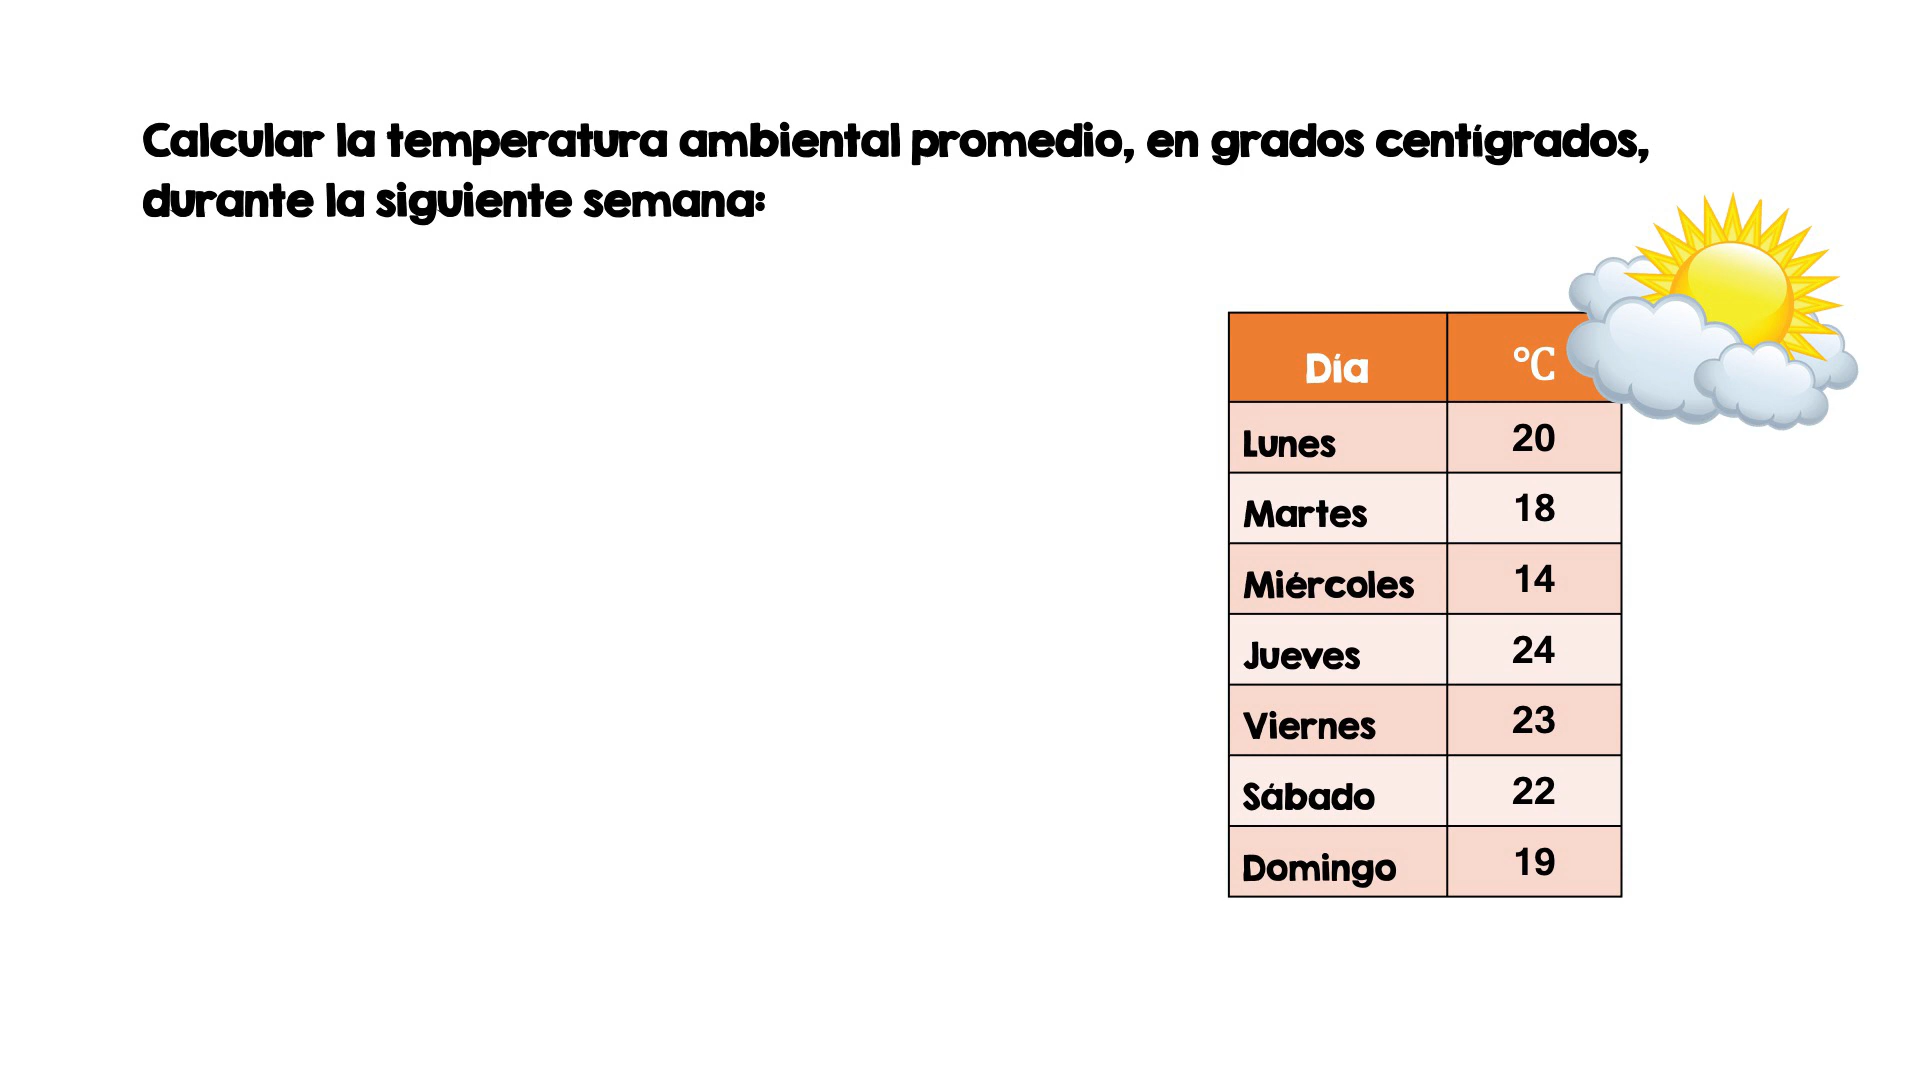 Calcular la temperatura ambiental promedio, en grados centígrados,
durante la siguiente semana:
Día °C
Lunes 20
Martes 18
Miércoles 14
Jueves 24
Viernes 23
Sábado 22
Domingo 19